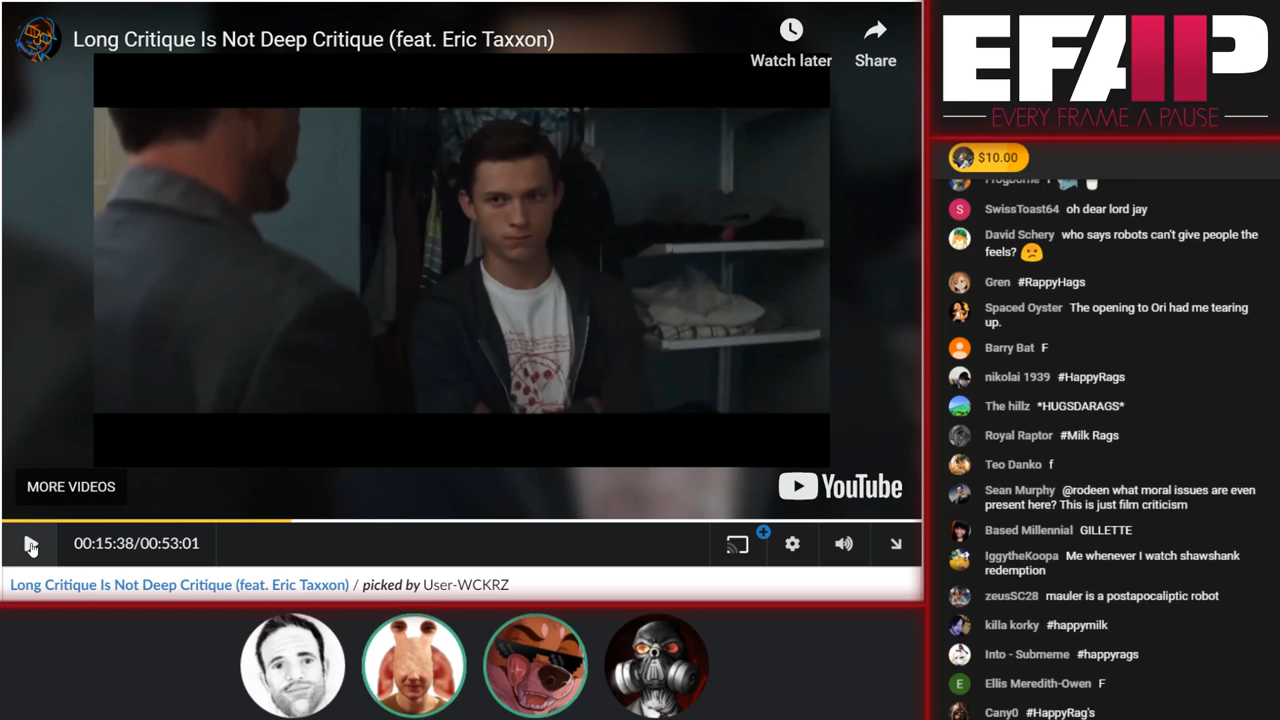 Long Critique Is Not Deep Critique (feat. Eric Taxxon)
Watch later
Share
MORE VIDEOS
YouTube
00:15:38/00:53:01
Long Critique Is Not Deep Critique (feat. Eric Taxxon) / picked by User-WCKRZ
EFAP
EVERY FRAME A PAUSE
$10.00
SwissToast64 oh dear lord jay
David Schery who says robots can't give people the
feels?
Gren #RappyHags
Spaced Oyster The opening to Ori had me tearing
up.
Barry Bat F
nikolai 1939 #HappyRags
The hillz *HUGSDARAGS*
Royal Raptor #Milk Rags
Teo Danko f
Sean Murphy @rodeen what moral issues are even
present here? This is just film criticism
Based Millennial GILLETTE
IggytheKoopa Me whenever I watch shawshank
redemption
zeusSC28 mauler is a postapocaliptic robot
killa korky #happymilk
Into - Submeme #happyrags
E Ellis Meredith-Owen F
Cany0 #HappyRag's